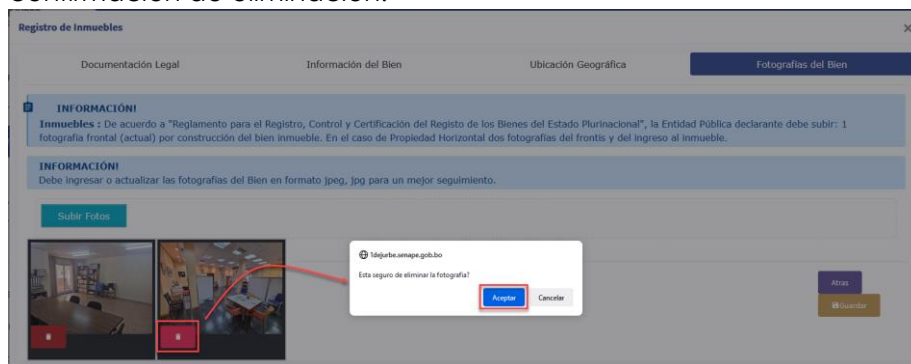 Registro de Inmuebles
Documentación Legal
Información del Bien
Ubicación Geográfica
Fotografías del Bien
INFORMACIÓN!
Inmuebles : De acuerdo a "Reglamento para el Registro, Control y Certificación del Registo de los Bienes del Estado Plurinacional", la Entidad Pública declarante debe subir: 1
fotografía frontal (actual) por construcción del bien inmueble. En el caso de Propiedad Horizontal dos fotografías del frontis y del ingreso al inmueble.
INFORMACIÓN!
Debe ingresar o actualizar las fotografías del Bien en formato jpeg, jpg para un mejor seguimiento.
Subir Fotos
1dejurbe.senape.gob.bo
Esta seguro de eliminar la fotografia?
Aceptar
Cancelar
Atras
Guardar